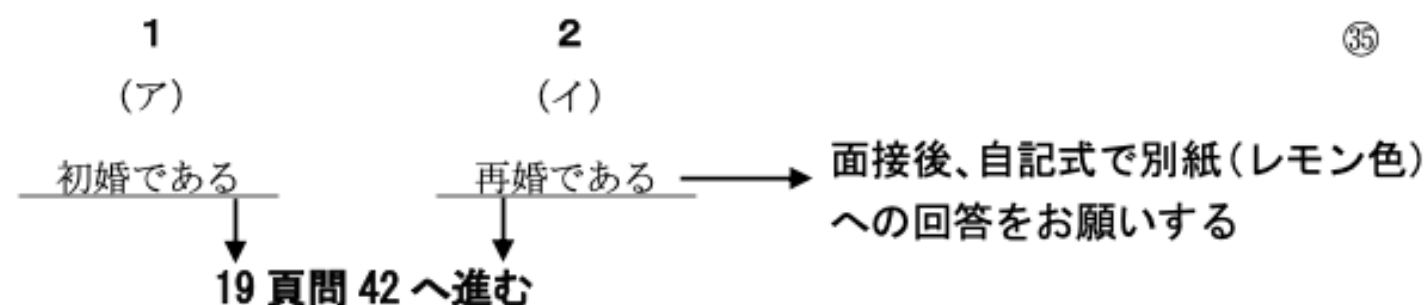 1 2 ㉟
(ア) (イ)
初婚である 再婚である 面接後、自記式で別紙(レモン色)
への回答をお願いする
19 頁問 42 へ進む